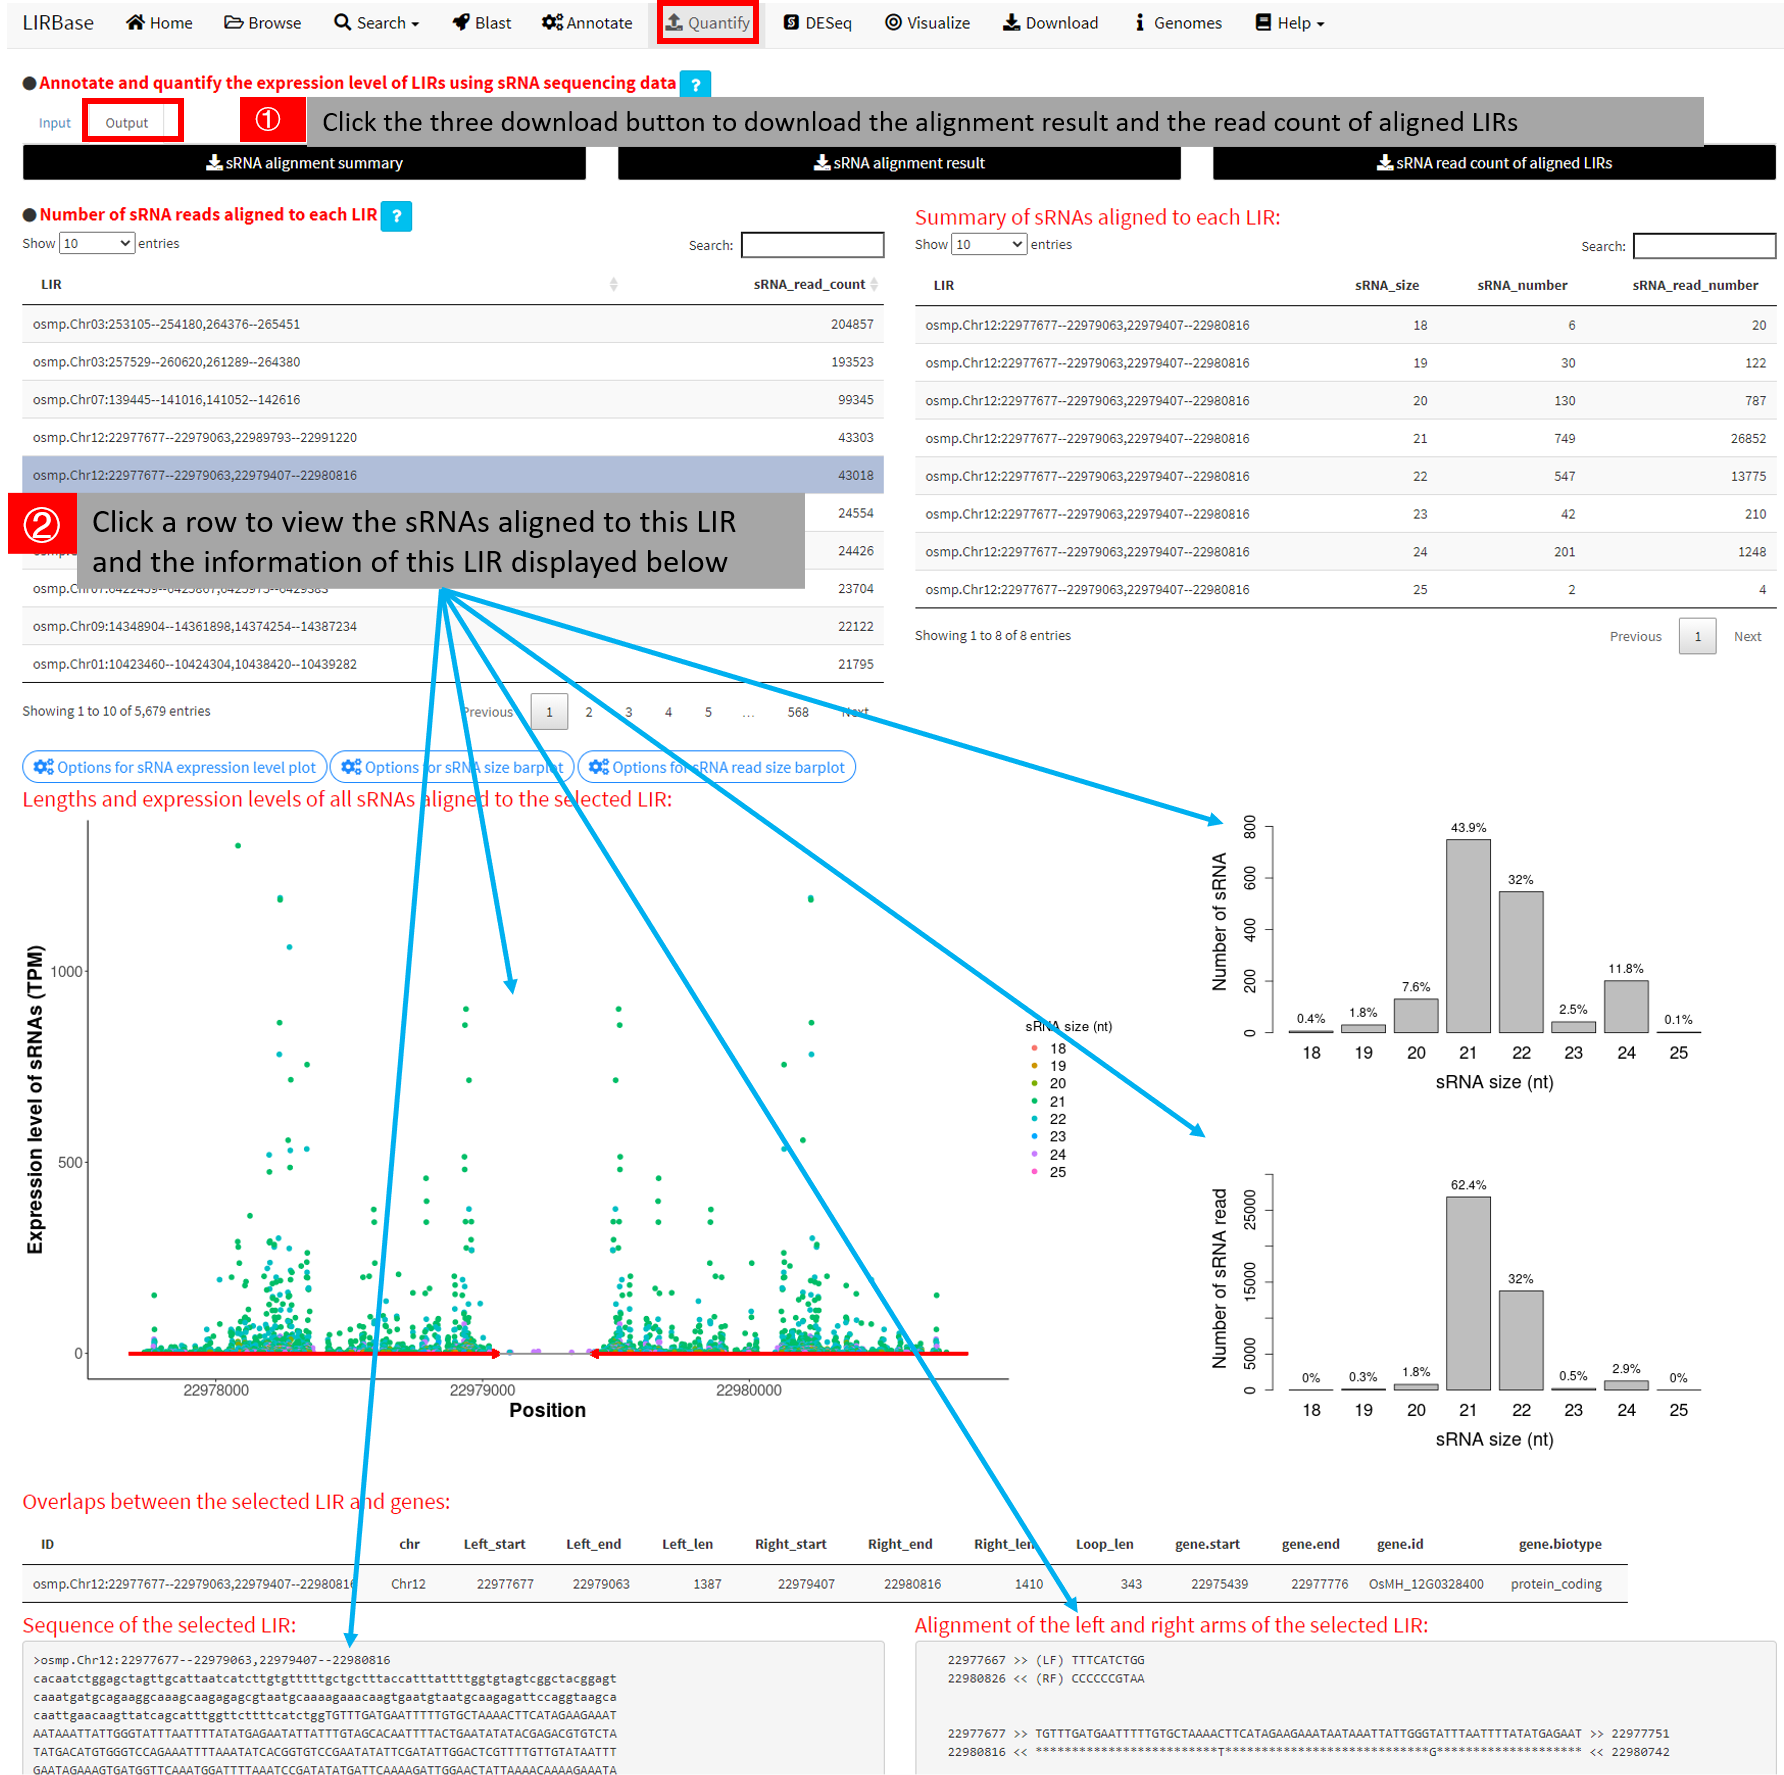 LIRBase Home Browse Search Blast Annotate Quantify DESeq Visualize Download Genomes Help
Annotate and quantify the expression level of LIRs using sRNA sequencing data ?
Input Output
① Click the three download button to download the alignment result and the read count of aligned LIRs
sRNA alignment summary sRNA alignment result sRNA read count of aligned LIRs
Number of sRNA reads aligned to each LIR ?
Show 10 entries Search:
LIR sRNA_read_count
osmp.Chr03:253105--254180,264376--265451 204857
osmp.Chr03:257529--260620,261289--264380 193523
osmp.Chr07:139445--141016,141052--142616 99345
osmp.Chr12:22977677--22979063,22989793--22991220 43303
osmp.Chr12:22977677--22979063,22979407--22980816 43018
24554
24426
23704
② Click a row to view the sRNAs aligned to this LIR
and the information of this LIR displayed below
osmp.Chr09:14348904--14361898,14374254--14387234 22122
osmp.Chr01:10423460--10424304,10438420--10439282 21795
Showing 1 to 10 of 5,679 entries Previous 1 2 3 4 5 ... 568 Next
Summary of sRNAs aligned to each LIR:
Show 10 entries Search:
LIR sRNA_size sRNA_number sRNA_read_number
osmp.Chr12:22977677--22979063,22979407--22980816 18 6 20
osmp.Chr12:22977677--22979063,22979407--22980816 19 30 122
osmp.Chr12:22977677--22979063,22979407--22980816 20 130 787
osmp.Chr12:22977677--22979063,22979407--22980816 21 749 26852
osmp.Chr12:22977677--22979063,22979407--22980816 22 547 13775
osmp.Chr12:22977677--22979063,22979407--22980816 23 42 210
osmp.Chr12:22977677--22979063,22979407--22980816 24 201 1248
osmp.Chr12:22977677--22979063,22979407--22980816 25 2 4
Showing 1 to 8 of 8 entries Previous 1 Next
Options for sRNA expression level plot Options for sRNA size barplot Options for sRNA read size barplot
Lengths and expression levels of all sRNAs aligned to the selected LIR:
Expression level of sRNAs (TPM)
1000
500
0
22978000 22979000 22980000
Position
sRNA size (nt)
18
19
20
21
22
23
24
25
Number of sRNA
0 200 400 600 800
0.4% 1.8% 7.6% 43.9% 32% 2.5% 11.8% 0.1%
18 19 20 21 22 23 24 25
sRNA size (nt)
Number of sRNA read
0 5000 15000 25000
0% 0.3% 1.8% 62.4% 32% 0.5% 2.9% 0%
18 19 20 21 22 23 24 25
sRNA size (nt)
Overlaps between the selected LIR and genes:
ID chr Left_start Left_end Left_len Right_start Right_end Right_len Loop_len gene.start gene.end gene.id gene.biotype
osmp.Chr12:22977677--22979063,22979407--22980816 Chr12 22977677 22979063 1387 22979407 22980816 1410 343 22975439 22977776 OsMH_12G0328400 protein_coding
Sequence of the selected LIR:
>osmp.Chr12:22977677--22979063,22979407--22980816
cacaatctggagctagttgcattaatcatcttgtgtttttgctgctttaccatttattttggtgtagtcggctacggagt
caaatgatgcagaaggcaaagcaagagagcgtaatgcaaaagaaacaagtgaatgtaatgcaagagattccaggtaagca
caattgaacaagttatcagcatttggttcttttcatctggTGTTTGATGAATTTTTGTGCTAAAACTTCATAGAAGAAAT
AATAAATTATTGGGTATTTAATTTTATATGAGAATATTATTTGTAGCACAATTTTACTGAATATATACGAGACGTGTCTA
TATGACATGTGGGTCCAGAAATTTTAAATATCACGGTGTCCGAATATATTCGATATTGGACTCGTTTTGTTGTATAATTT
GAATAGAAAGTGATGGTTCAAATGGATTTTAAATCCGATATATGATTCAAAAGATTGGAACTATTAAAACAAAAGAAATA
Alignment of the left and right arms of the selected LIR:
22977667 >> (LF) TTTCATCTGG
22980826 << (RF) CCCCCCGTAA
22977677 >> TGTTTGATGAATTTTTGTGCTAAAACTTCATAGAAGAAATAATAAATTATTGGGTATTTAATTTTATATGAGAAT >> 22977751
22980816 << *************************T****************************G******************** << 22980742